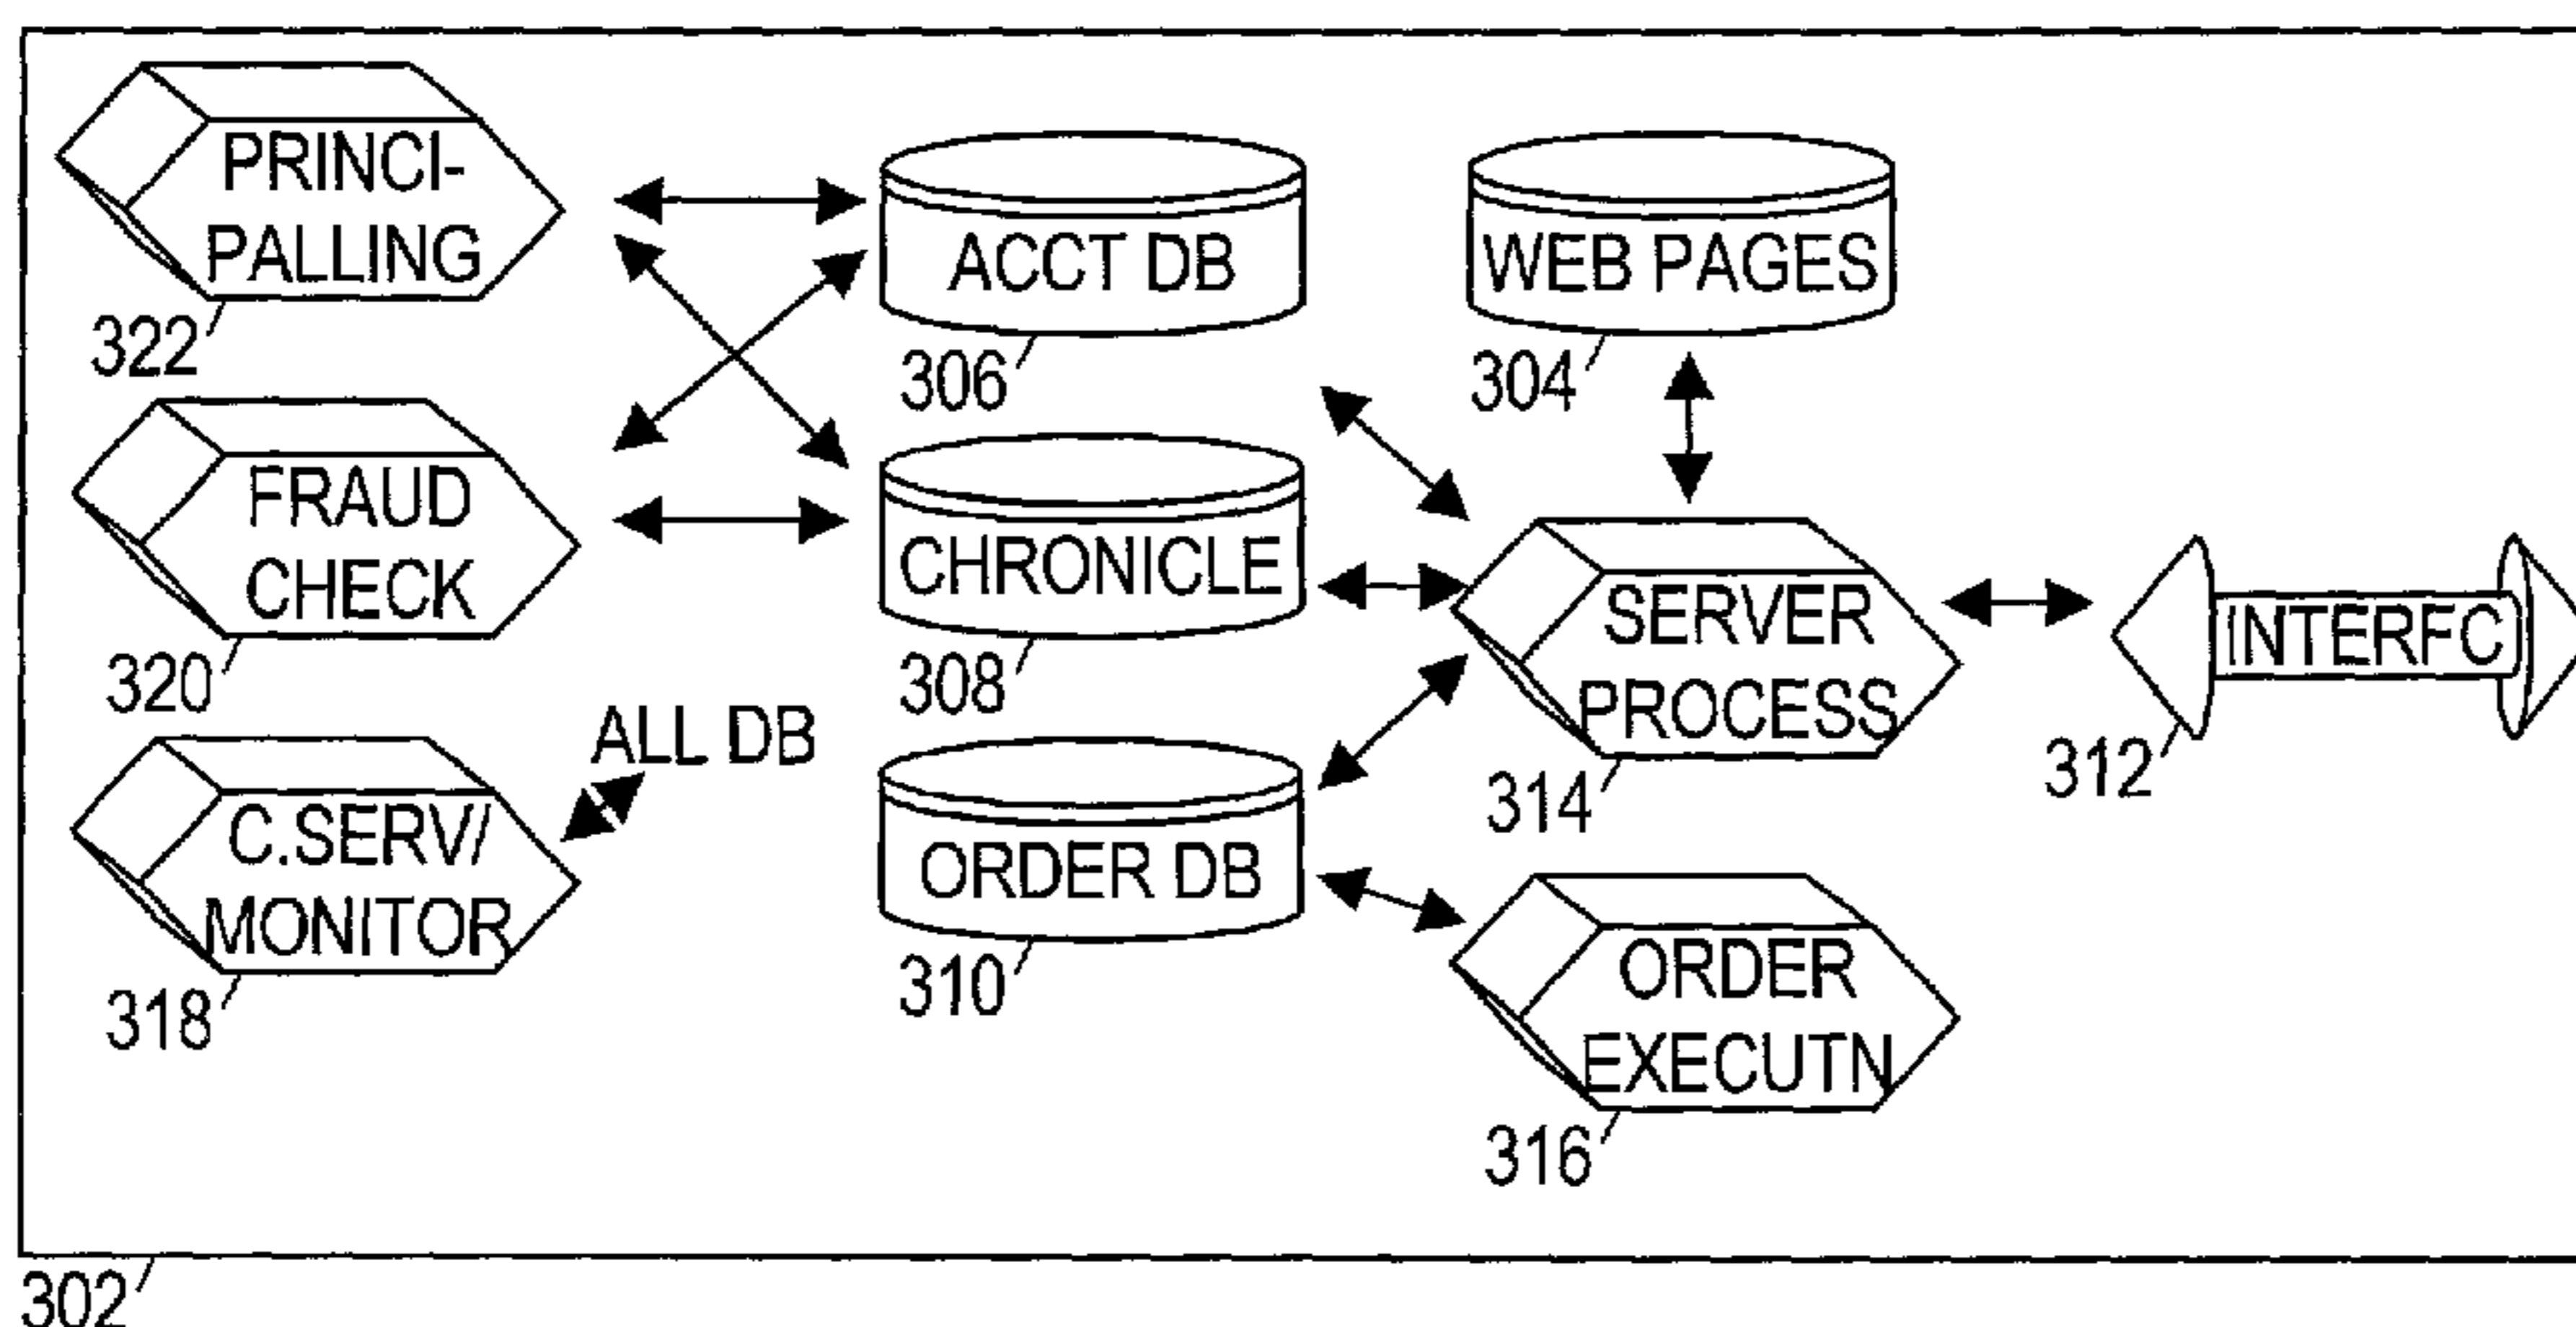 PRINCI-
PALLING
322
ACCT DB
306
WEB PAGES
304
FRAUD
CHECK
320
CHRONICLE
308
SERVER
PROCESS
314
INTERFC
312
ALL DB
C.SERV/
MONITOR
318
ORDER DB
310
ORDER
EXECUTN
316
302